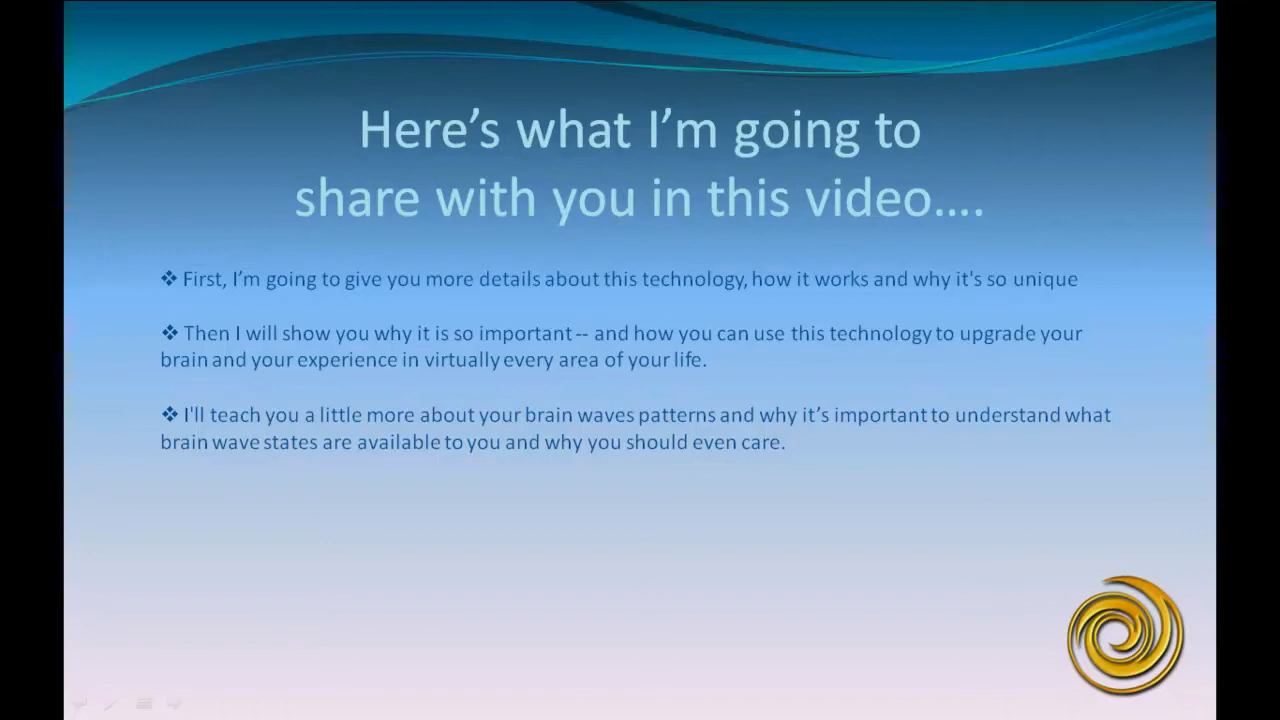 Here’s what I’m going to
share with you in this video….
❖ First, I’m going to give you more details about this technology, how it works and why it's so unique
❖ Then I will show you why it is so important -- and how you can use this technology to upgrade your
brain and your experience in virtually every area of your life.
❖ I'll teach you a little more about your brain waves patterns and why it’s important to understand what
brain wave states are available to you and why you should even care.